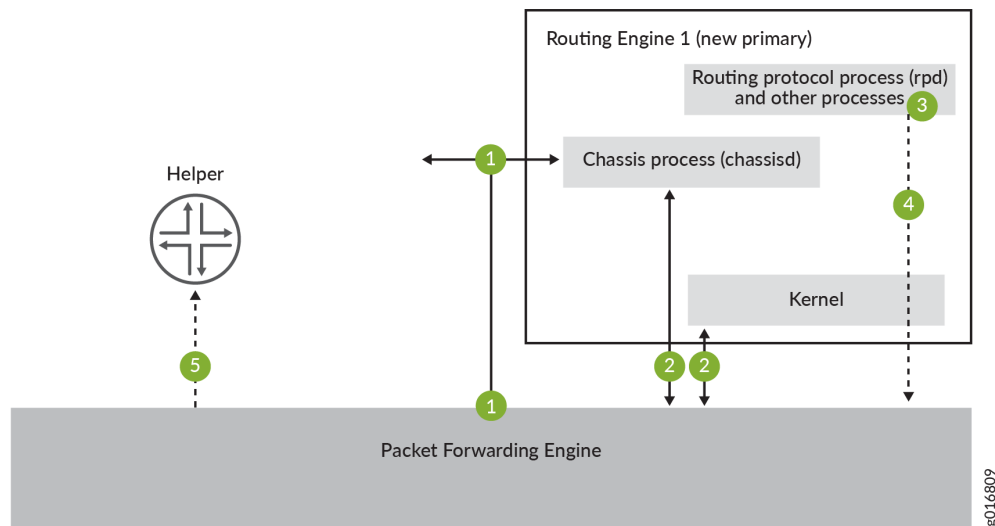 Routing Engine 1 (new primary)
Routing protocol process (rpd)
and other processes
3
1
Chassis process (chassisd)
Helper
4
Kernel
5
2
2
1
Packet Forwarding Engine
g016809